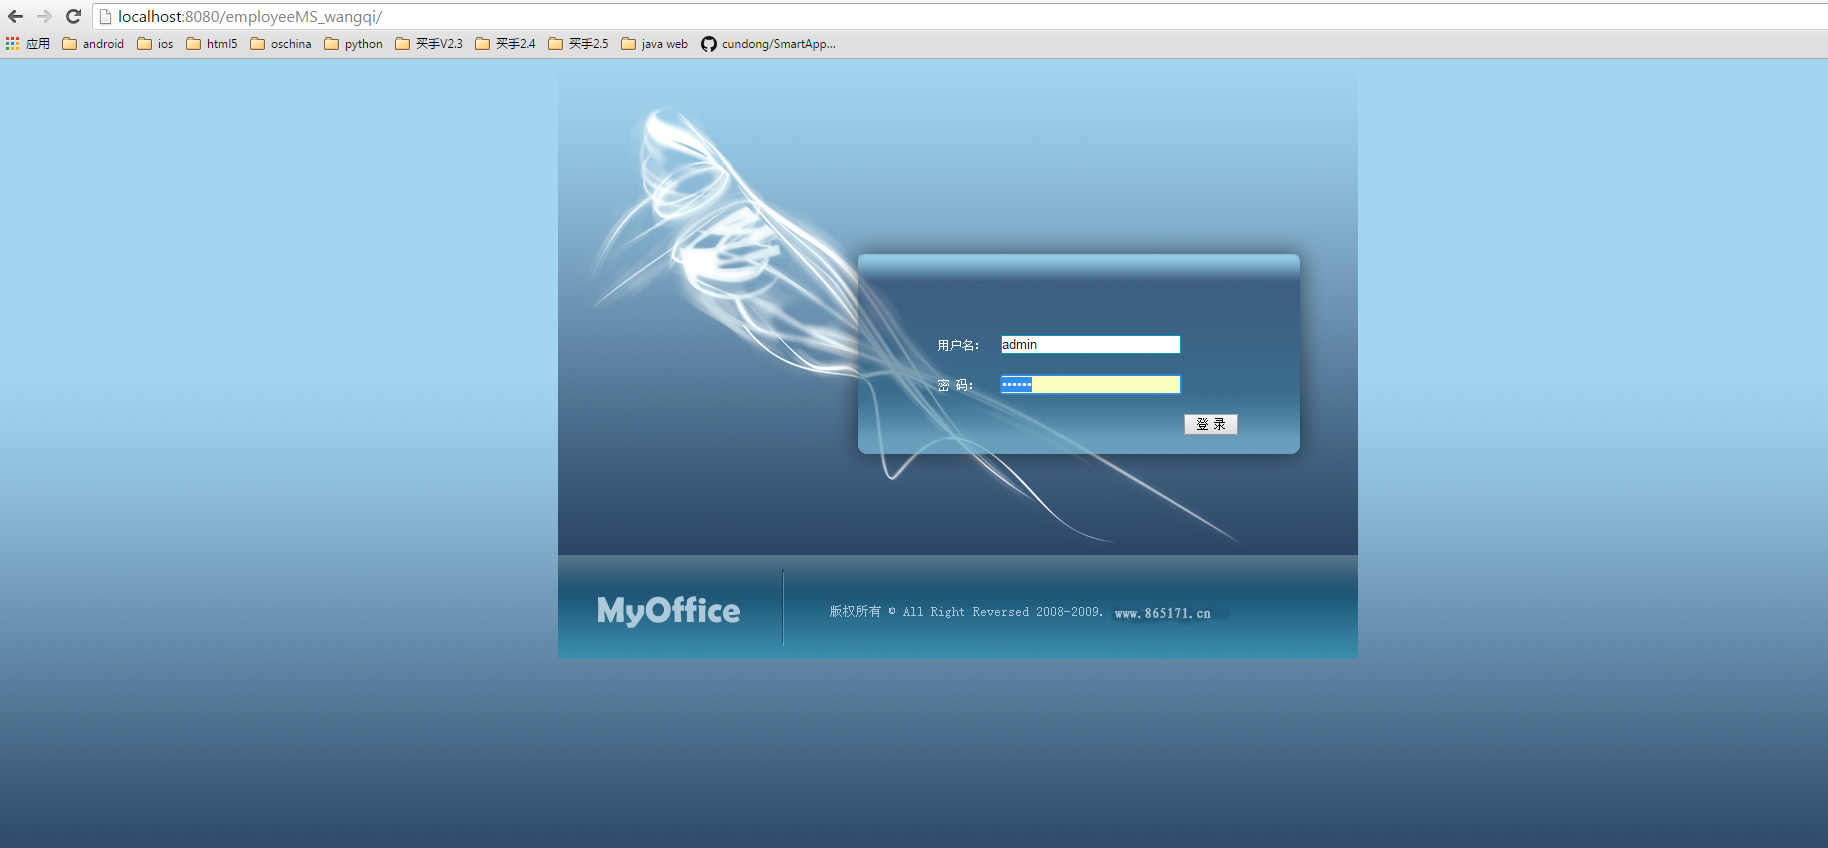 localhost:8080/employeeMS_wangqi/
应用 android ios html5 oschina python 买手V2.3 买手2.4 买手2.5 java web cundong/SmartApp...
用户名： admin
密 码： ••••••
登 录
MyOffice
版权所有 © All Right Reversed 2008-2009. www.865171.cn